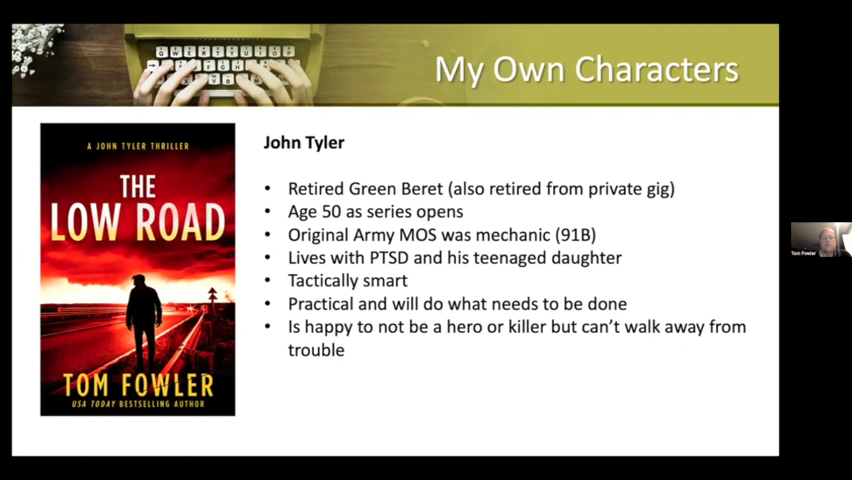 My Own Characters
A JOHN TYLER THRILLER
THE
LOW ROAD
TOM FOWLER
USA TODAY BESTSELLING AUTHOR
John Tyler
• Retired Green Beret (also retired from private gig)
• Age 50 as series opens
• Original Army MOS was mechanic (91B)
• Lives with PTSD and his teenaged daughter
• Tactically smart
• Practical and will do what needs to be done
• Is happy to not be a hero or killer but can’t walk away from
trouble
Tom Fowler